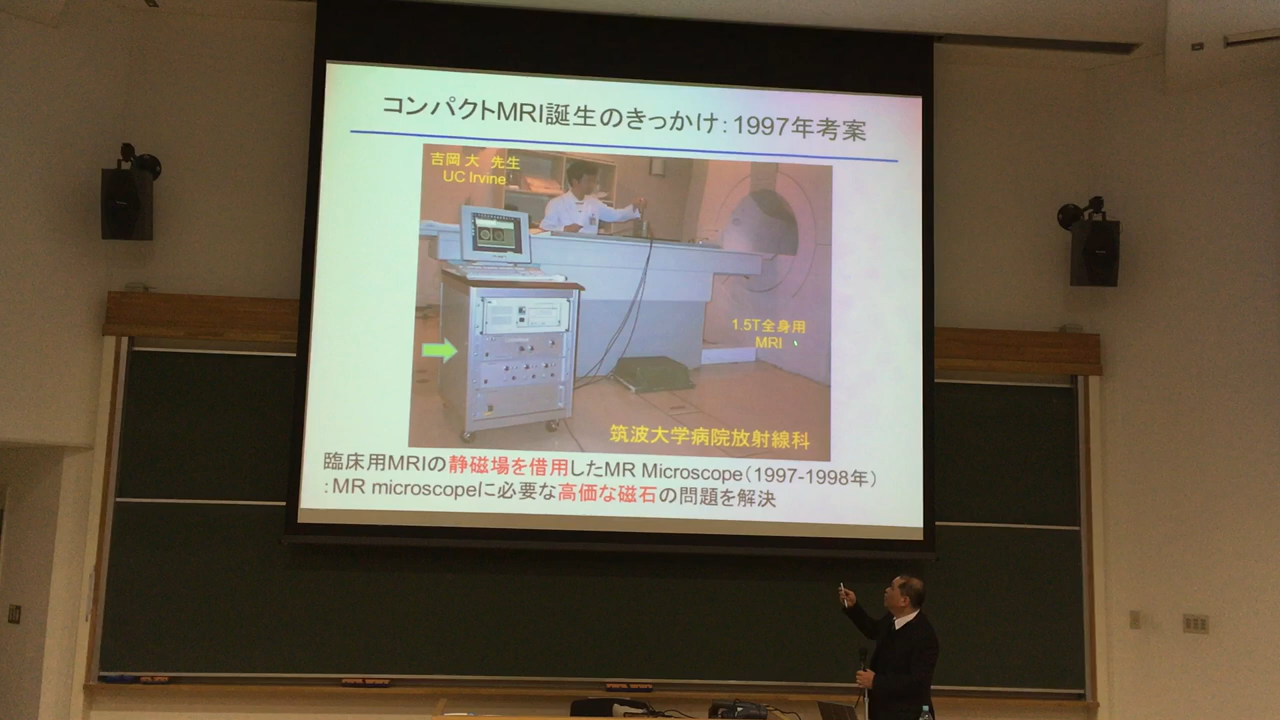 コンパクトMRI誕生のきっかけ：1997年考案
吉岡 大 先生
UC Irvine
1.5T全身用
MRI
筑波大学病院放射線科
臨床用MRIの静磁場を借用したMR Microscope（1997-1998年）
：MR microscopeに必要な高価な磁石の問題を解決